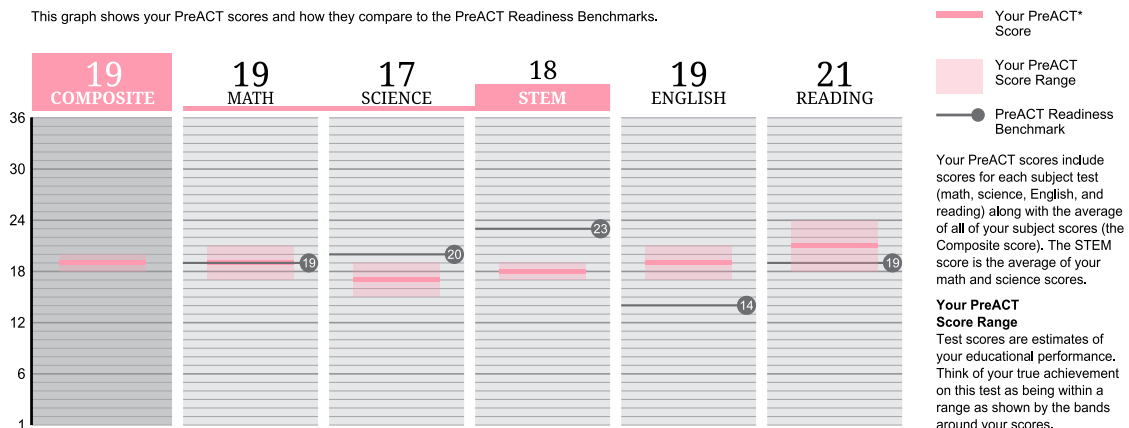 This graph shows your PreACT scores and how they compare to the PreACT Readiness Benchmarks.
19
COMPOSITE
19
MATH
17
SCIENCE
18
STEM
19
ENGLISH
21
READING
36
30
24
18
12
6
1
19
20
23
14
19
Your PreACT*
Score
Your PreACT
Score Range
PreACT Readiness
Benchmark
Your PreACT scores include
scores for each subject test
(math, science, English, and
reading) along with the average
of all of your subject scores (the
Composite score). The STEM
score is the average of your
math and science scores.
Your PreACT
Score Range
Test scores are estimates of
your educational performance.
Think of your true achievement
on this test as being within a
range as shown by the bands
around your scores.